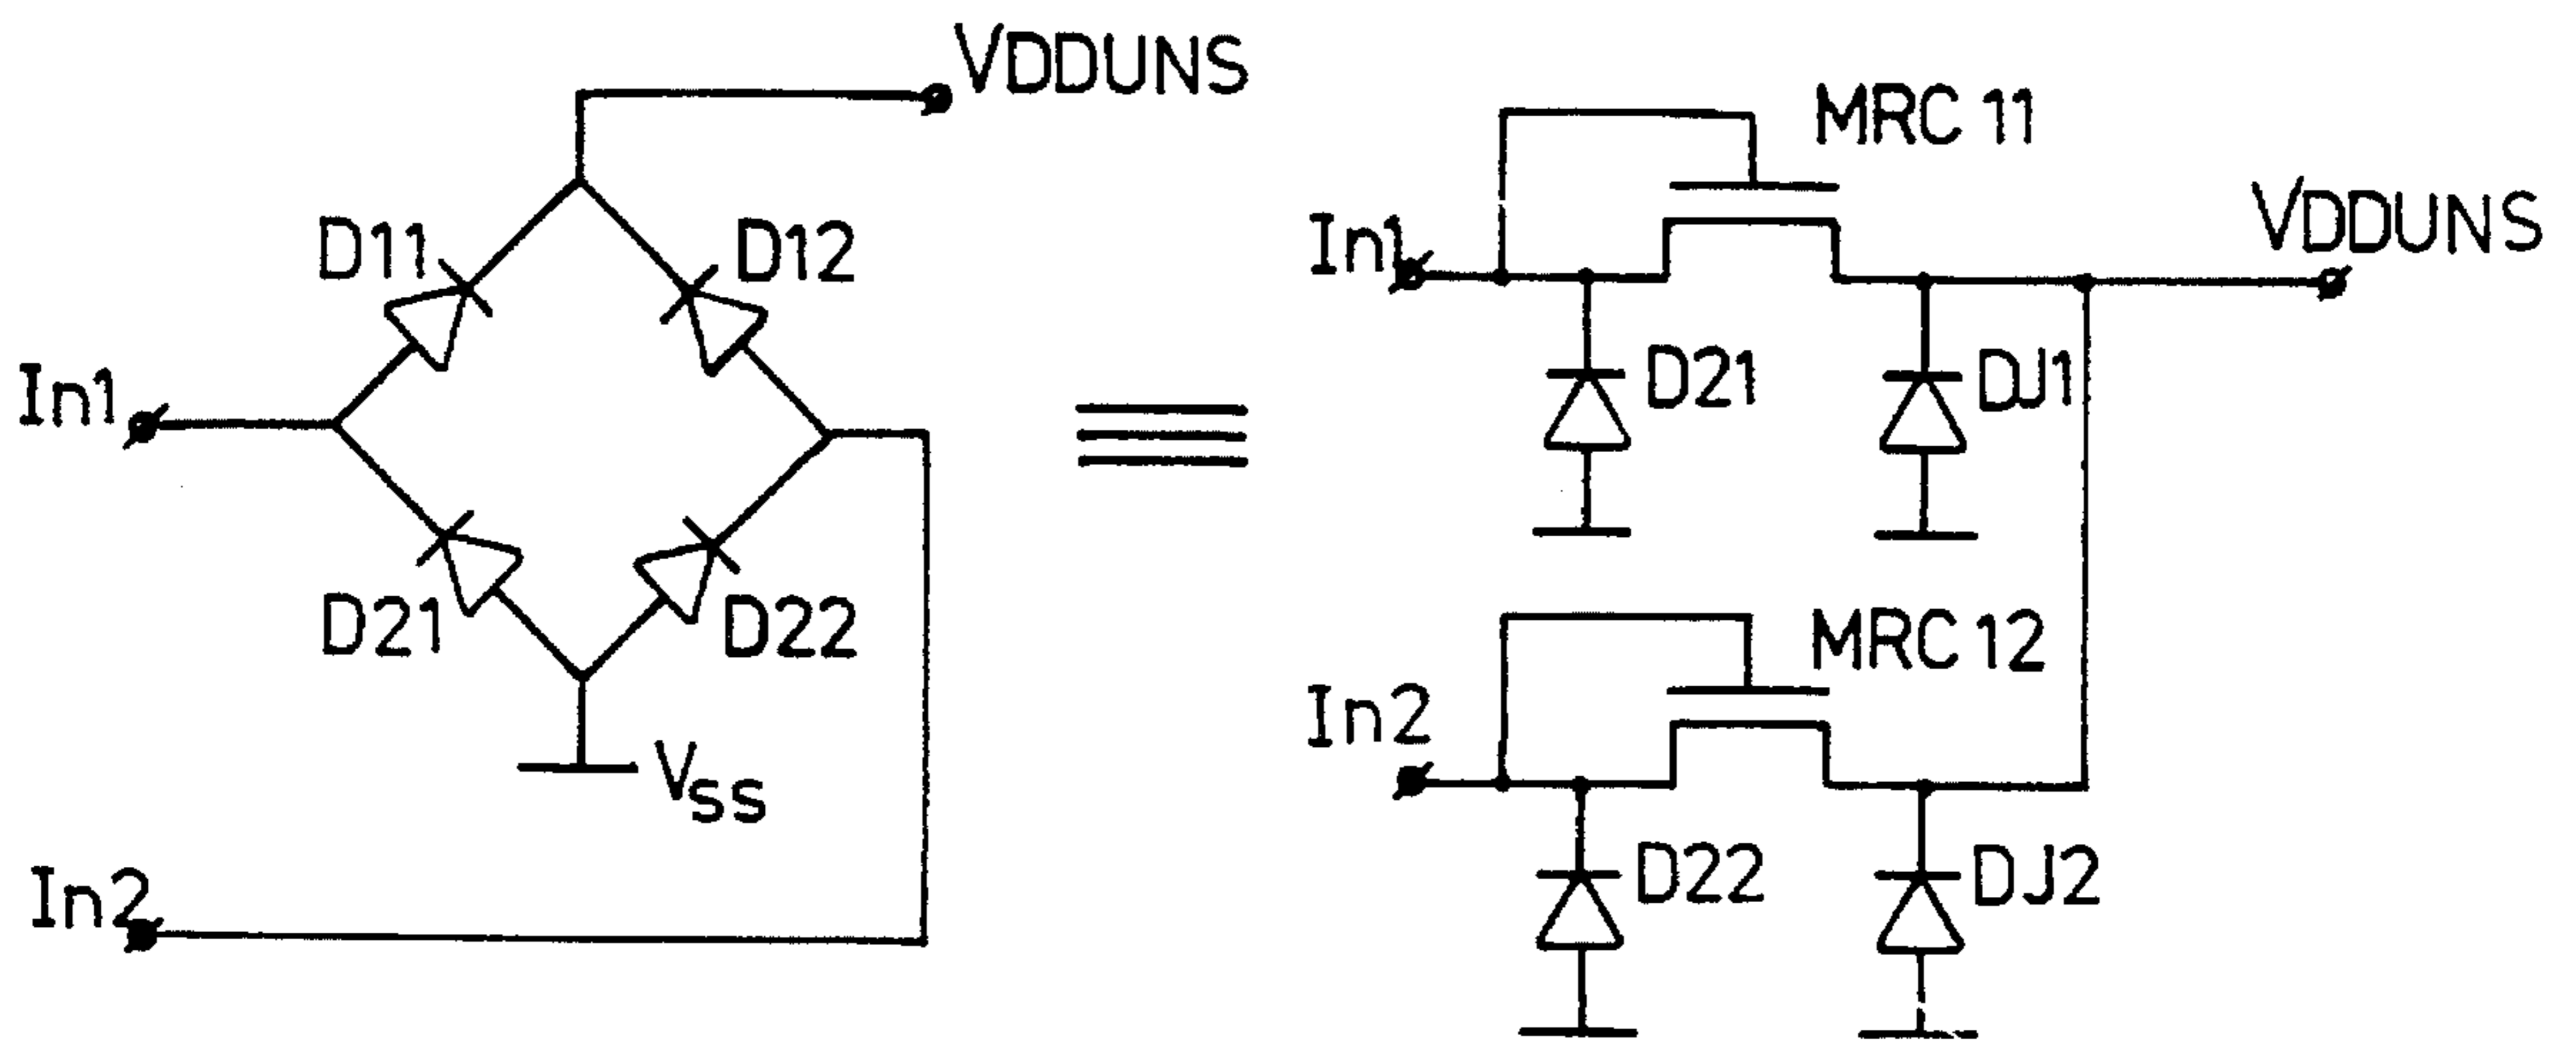 VDDUNS
D11
D12
In1
D21
D22
VSS
In2
MRC 11
In1
VDDUNS
D21
DJ1
MRC 12
In2
D22
DJ2